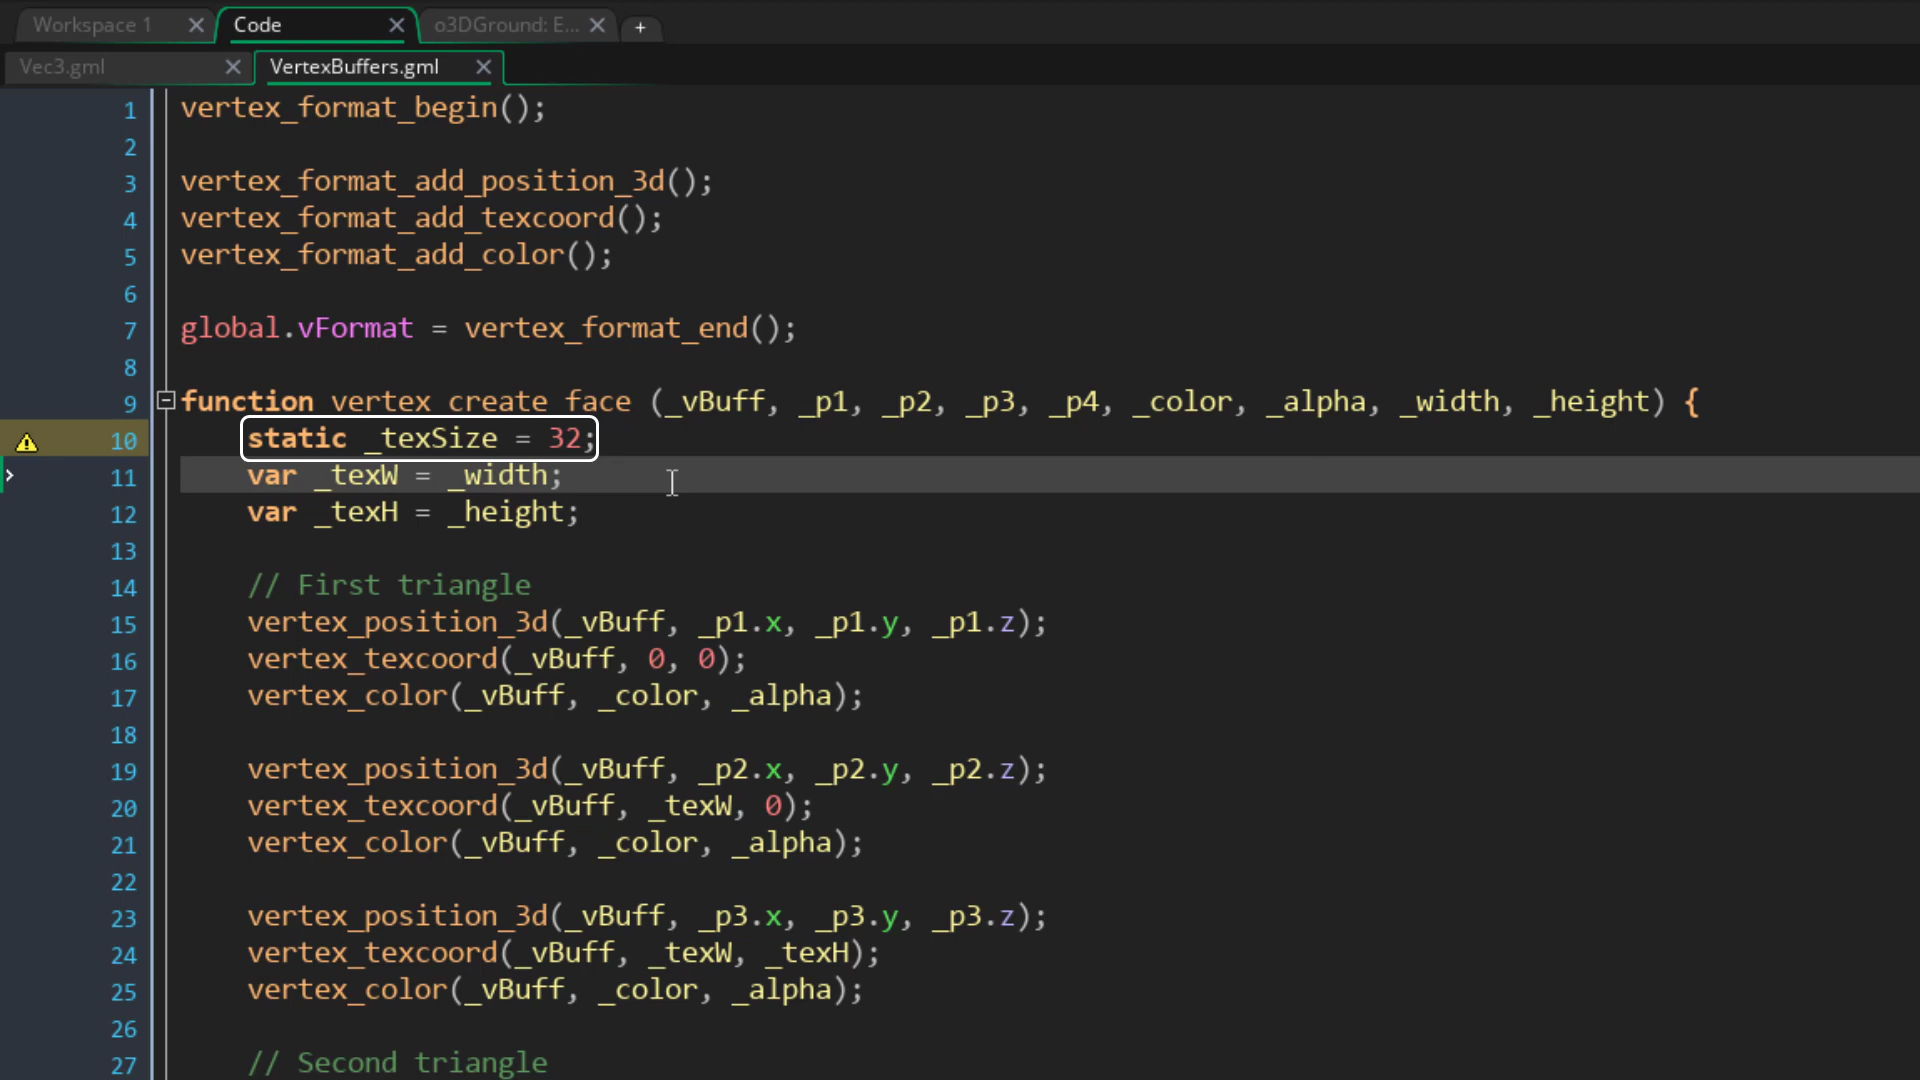 Workspace 1
Code
o3DGround: E...
+
Vec3.gml
VertexBuffers.gml
1 vertex_format_begin();
2
3 vertex_format_add_position_3d();
4 vertex_format_add_texcoord();
5 vertex_format_add_color();
6
7 global.vFormat = vertex_format_end();
8
9 function vertex_create_face (_vBuff, _p1, _p2, _p3, _p4, _color, _alpha, _width, _height) {
10 static _texSize = 32;
11 var _texW = _width;
12 var _texH = _height;
13
14 // First triangle
15 vertex_position_3d(_vBuff, _p1.x, _p1.y, _p1.z);
16 vertex_texcoord(_vBuff, 0, 0);
17 vertex_color(_vBuff, _color, _alpha);
18
19 vertex_position_3d(_vBuff, _p2.x, _p2.y, _p2.z);
20 vertex_texcoord(_vBuff, _texW, 0);
21 vertex_color(_vBuff, _color, _alpha);
22
23 vertex_position_3d(_vBuff, _p3.x, _p3.y, _p3.z);
24 vertex_texcoord(_vBuff, _texW, _texH);
25 vertex_color(_vBuff, _color, _alpha);
26
27 // Second triangle